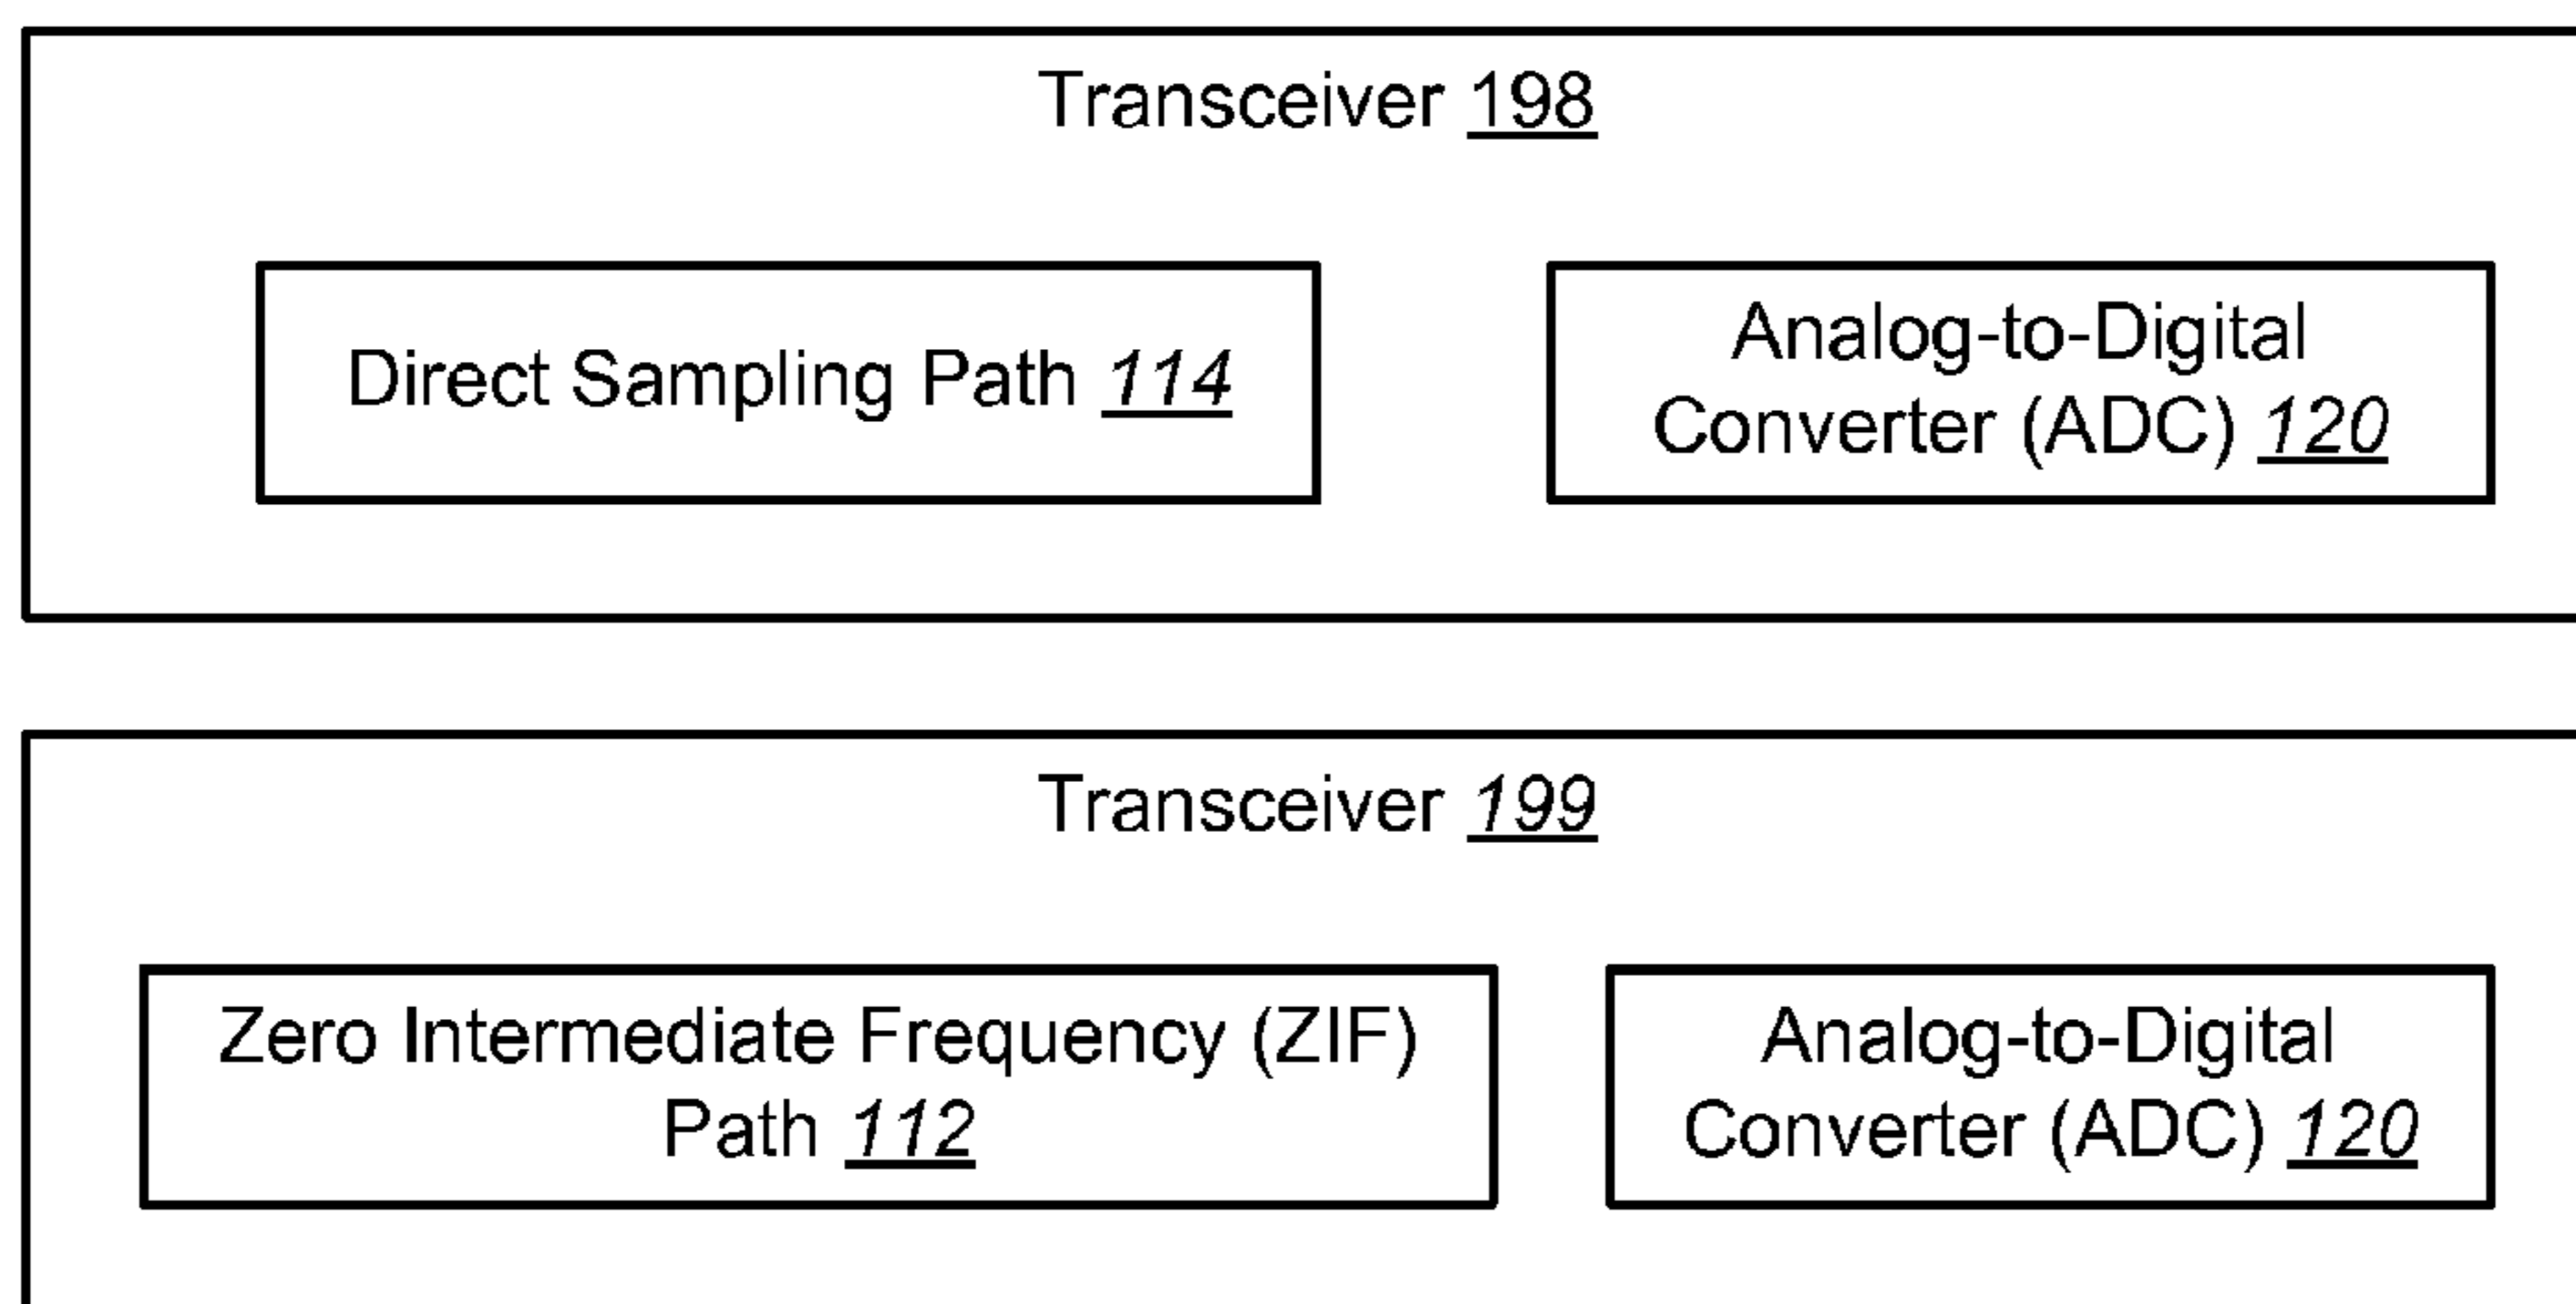 Transceiver 198
Direct Sampling Path 114
Analog-to-Digital
Converter (ADC) 120
Transceiver 199
Zero Intermediate Frequency (ZIF)
Path 112
Analog-to-Digital
Converter (ADC) 120